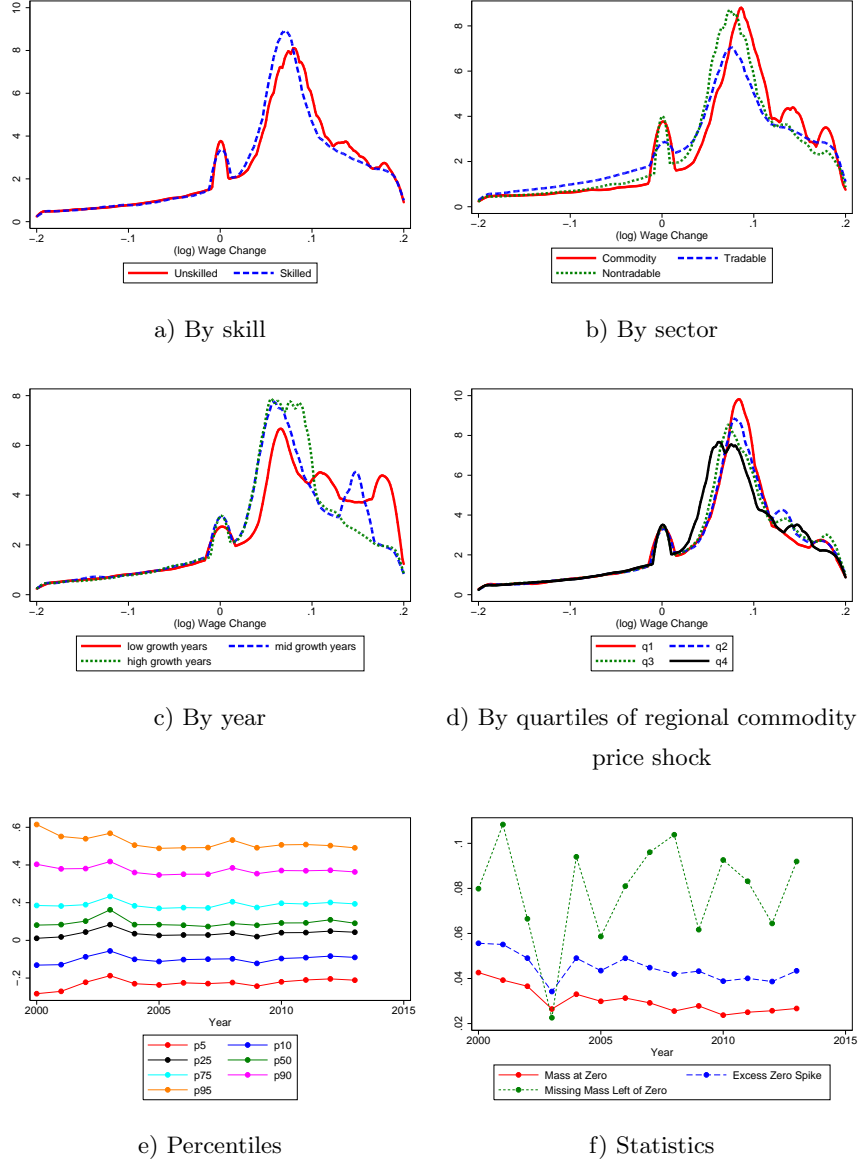 0 2 4 6 8 10
-.2 -.1 0 .1 .2
(log) Wage Change
Unskilled Skilled
a) By skill
0 2 4 6 8
-.2 -.1 0 .1 .2
(log) Wage Change
Commodity Tradable
Nontradable
b) By sector
0 2 4 6 8
-.2 -.1 0 .1 .2
(log) Wage Change
low growth years mid growth years
high growth years
c) By year
0 2 4 6 8 10
-.2 -.1 0 .1 .2
(log) Wage Change
q1 q2
q3 q4
d) By quartiles of regional commodity
price shock
-.2 0 .2 .4 .6
2000 2005 2010 2015
Year
p5 p10
p25 p50
p75 p90
p95
e) Percentiles
.02 .04 .06 .08 .1
2000 2005 2010 2015
Year
Mass at Zero Excess Zero Spike
Missing Mass Left of Zero
f) Statistics